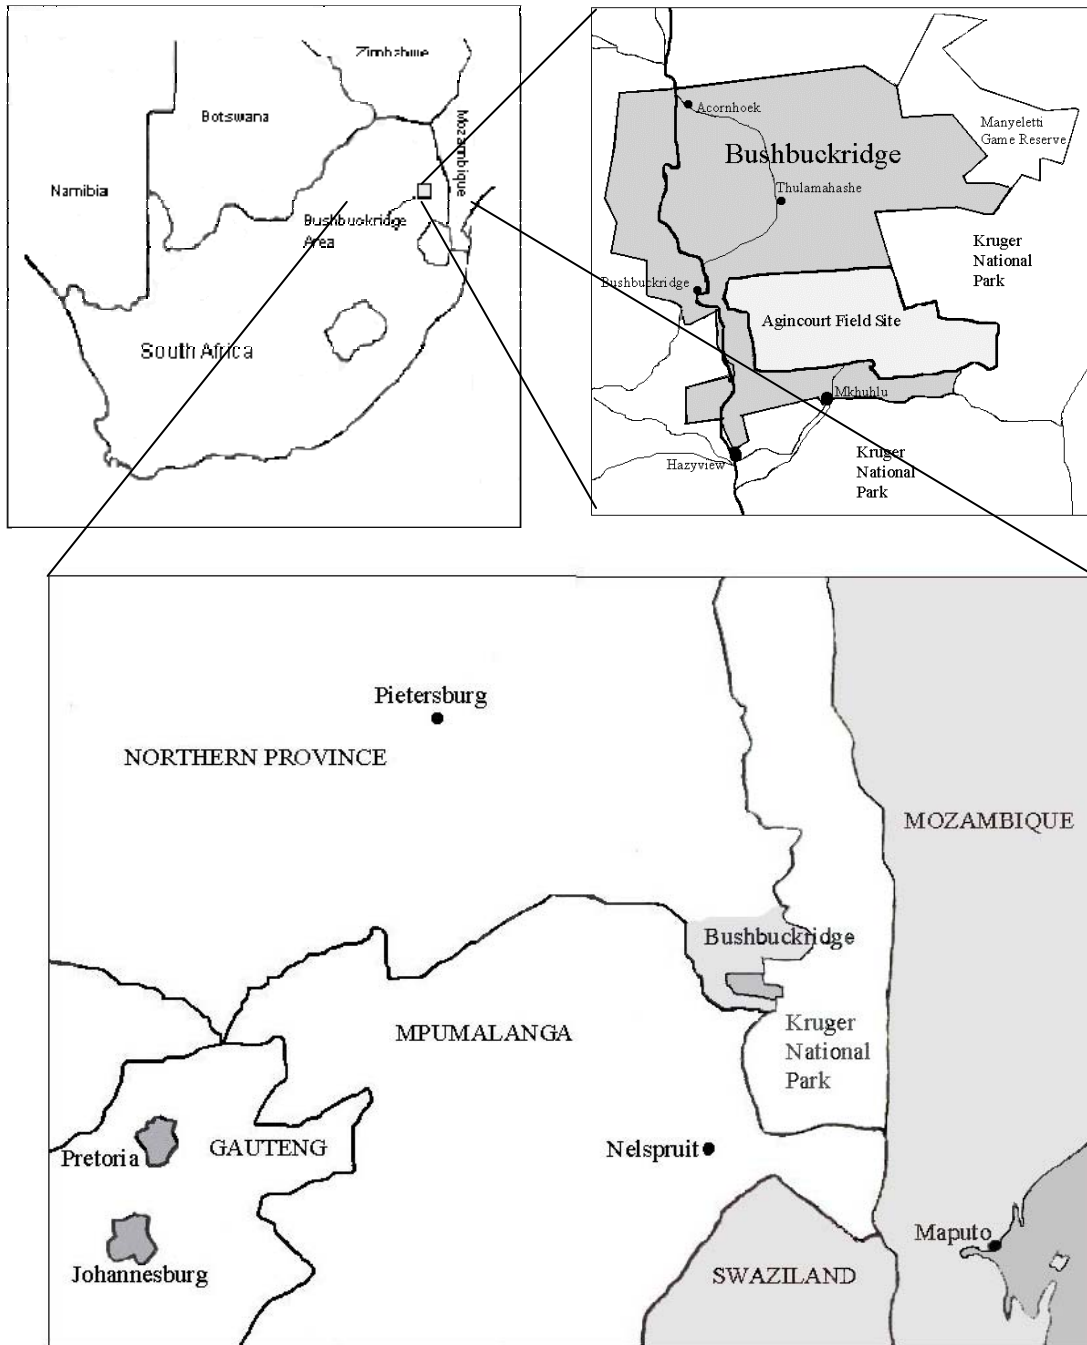 Zimbabwe
Botswana
Mozambique
Namibia
Bushbuckridge
Area
South Africa
Acornhoek
Manyeletti
Game Reserve
Bushbuckridge
Thulamahashe
Kruger
National
Park
Bushbuckridge
Agincourt Field Site
Mkhuhlu
Hazyview
Kruger
National
Park
Pietersburg
NORTHERN PROVINCE
MOZAMBIQUE
Bushbuckridge
MPUMALANGA
Kruger
National
Park
GAUTENG
Pretoria
Nelspruit
Maputo
Johannesburg
SWAZILAND